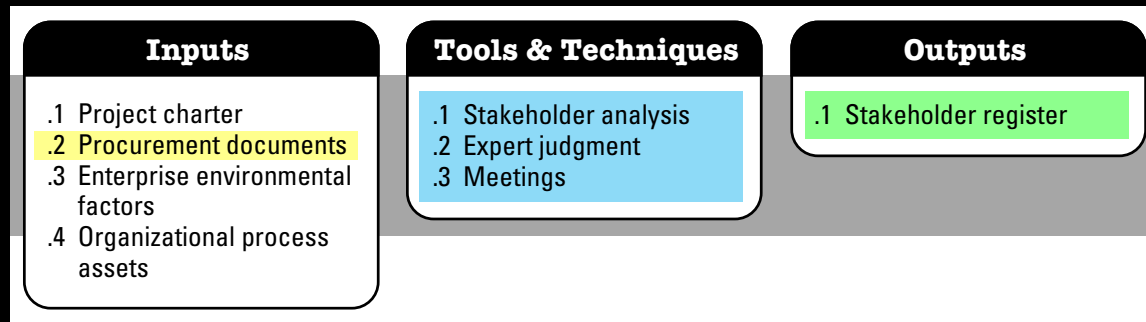 Inputs
.1 Project charter
.2 Procurement documents
.3 Enterprise environmental
factors
.4 Organizational process
assets
Tools & Techniques
.1 Stakeholder analysis
.2 Expert judgment
.3 Meetings
Outputs
.1 Stakeholder register